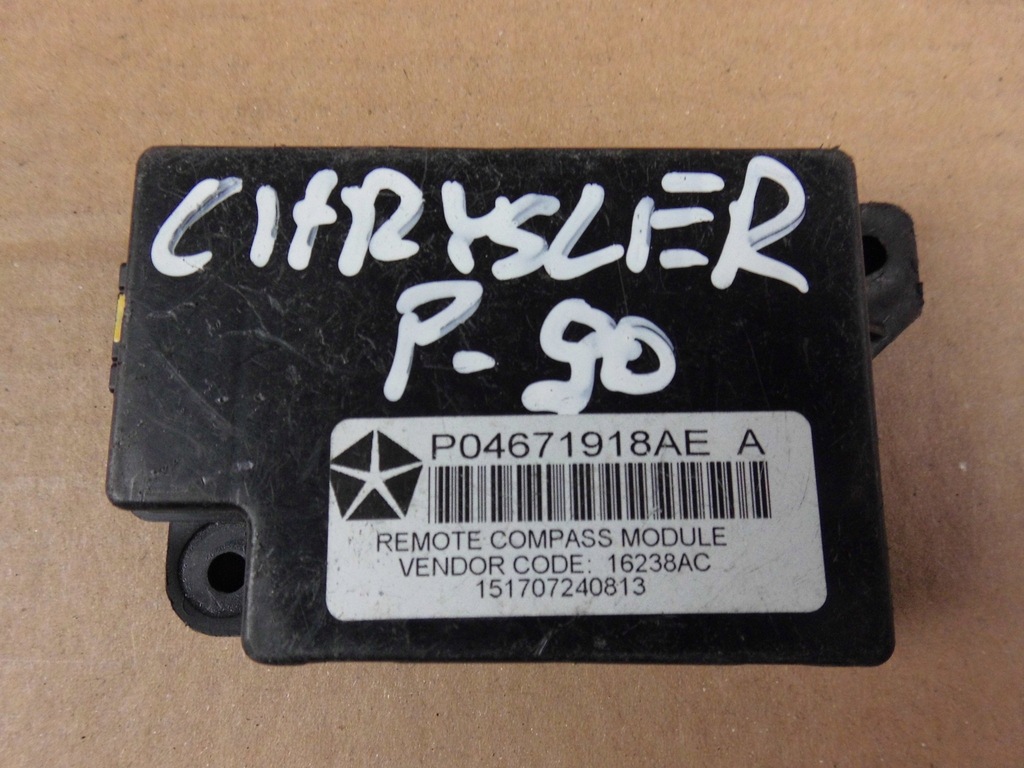 CHRYSLER
P-90
P04671918AE A
REMOTE COMPASS MODULE
VENDOR CODE: 16238AC
151707240813